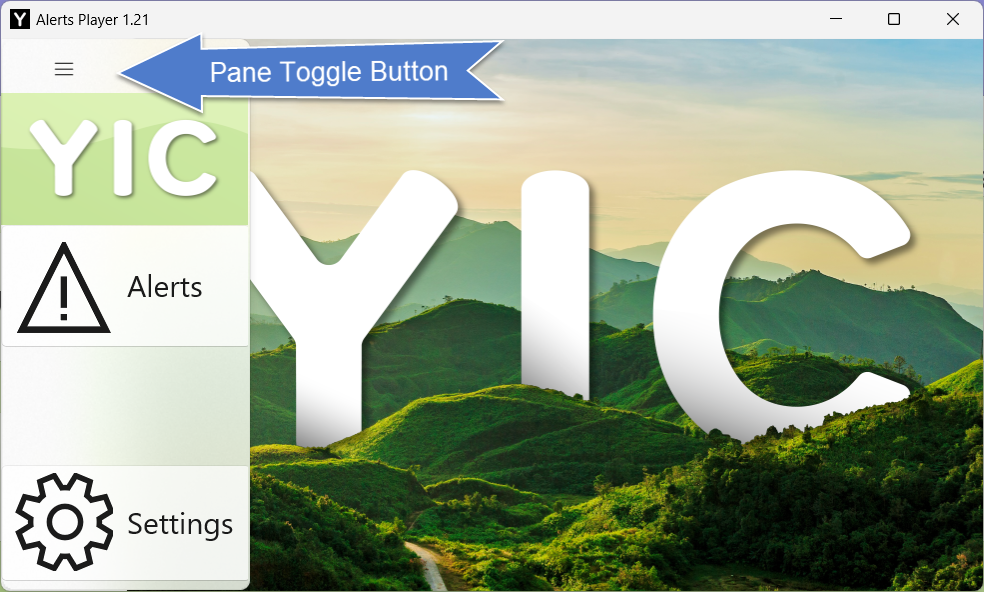 Y Alerts Player 1.21
Pane Toggle Button
YIC
YIC
Alerts
Settings